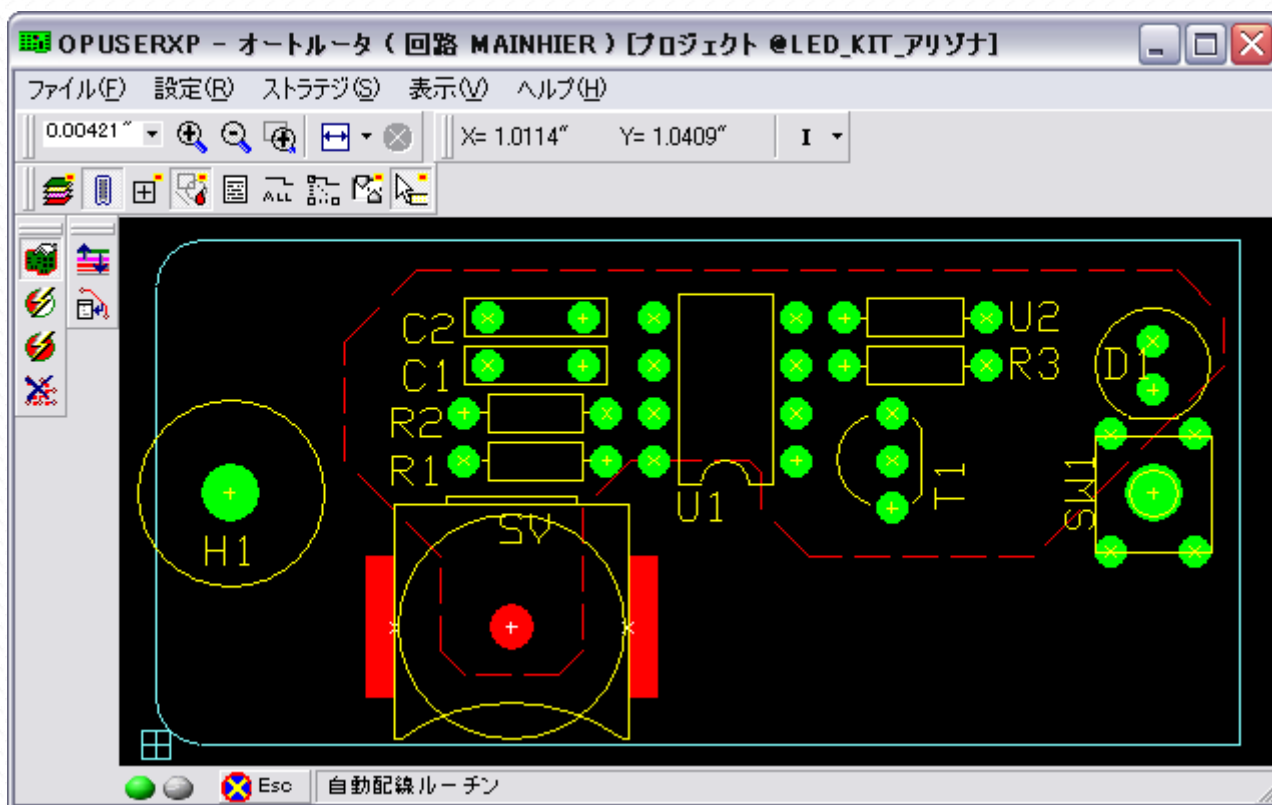 OPUSERXP - オートルータ ( 回路 MAINHIER ) [プロジェクト @LED_KIT_アリゾナ]
ファイル(F) 設定(R) ストラテジ(S) 表示(V) ヘルプ(H)
0.00421″ X= 1.0114″ Y= 1.0409″ I
ALL
C2 U2
C1 R3 D1
R2
R1 T1 SW1
U1
H1
Esc 自動配線ルーチン